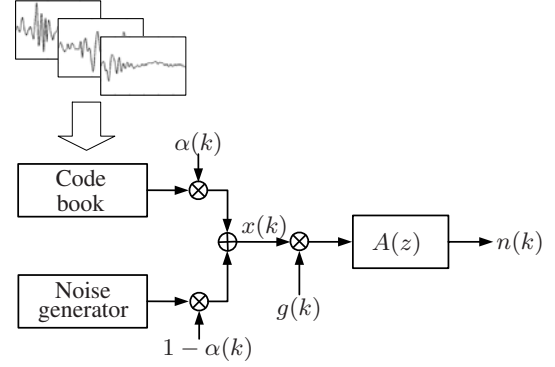 α(k)
Code
book
x(k)
A(z)
n(k)
Noise
generator
g(k)
1 − α(k)